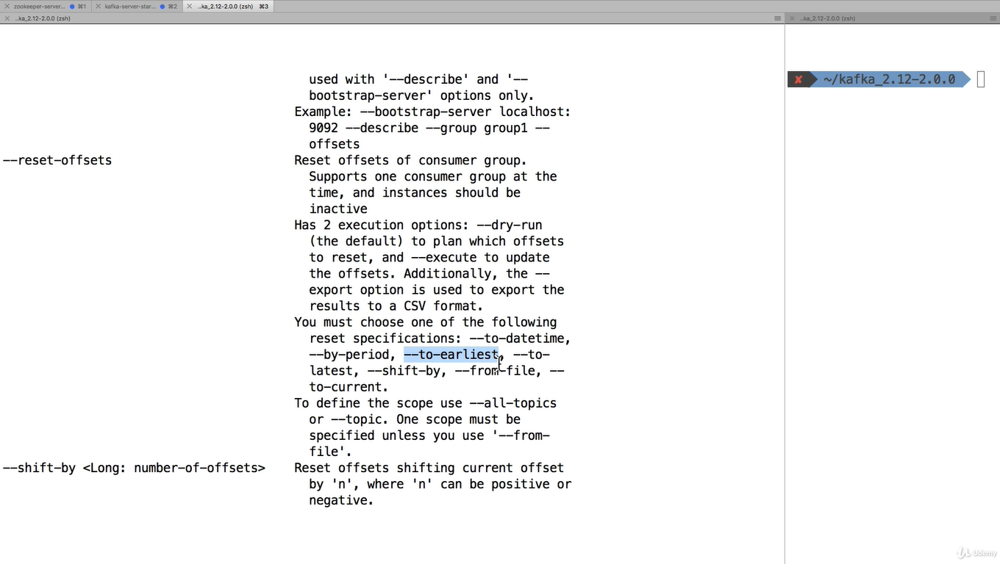 zookeeper-server... ⌘1
kafka-server-star... ⌘2
..ka_2.12-2.0.0 (zsh) ⌘3
..ka_2.12-2.0.0 (zsh)
..ka_2.12-2.0.0 (zsh)
~/kafka_2.12-2.0.0
used with '--describe' and '--
bootstrap-server' options only.
Example: --bootstrap-server localhost:
9092 --describe --group group1 --
offsets
--reset-offsets Reset offsets of consumer group.
Supports one consumer group at the
time, and instances should be
inactive
Has 2 execution options: --dry-run
(the default) to plan which offsets
to reset, and --execute to update
the offsets. Additionally, the --
export option is used to export the
results to a CSV format.
You must choose one of the following
reset specifications: --to-datetime,
--by-period, --to-earliest, --to-
latest, --shift-by, --from-file, --
to-current.
To define the scope use --all-topics
or --topic. One scope must be
specified unless you use '--from-
file'.
--shift-by <Long: number-of-offsets> Reset offsets shifting current offset
by 'n', where 'n' can be positive or
negative.
Udemy